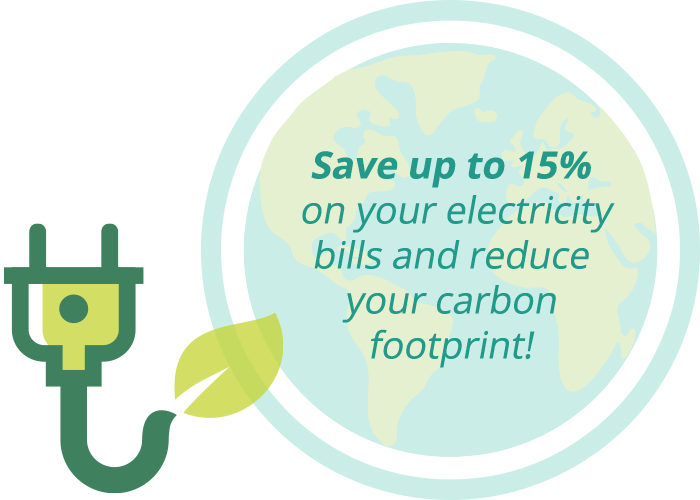 Save up to 15%
on your electricity
bills and reduce
your carbon
footprint!